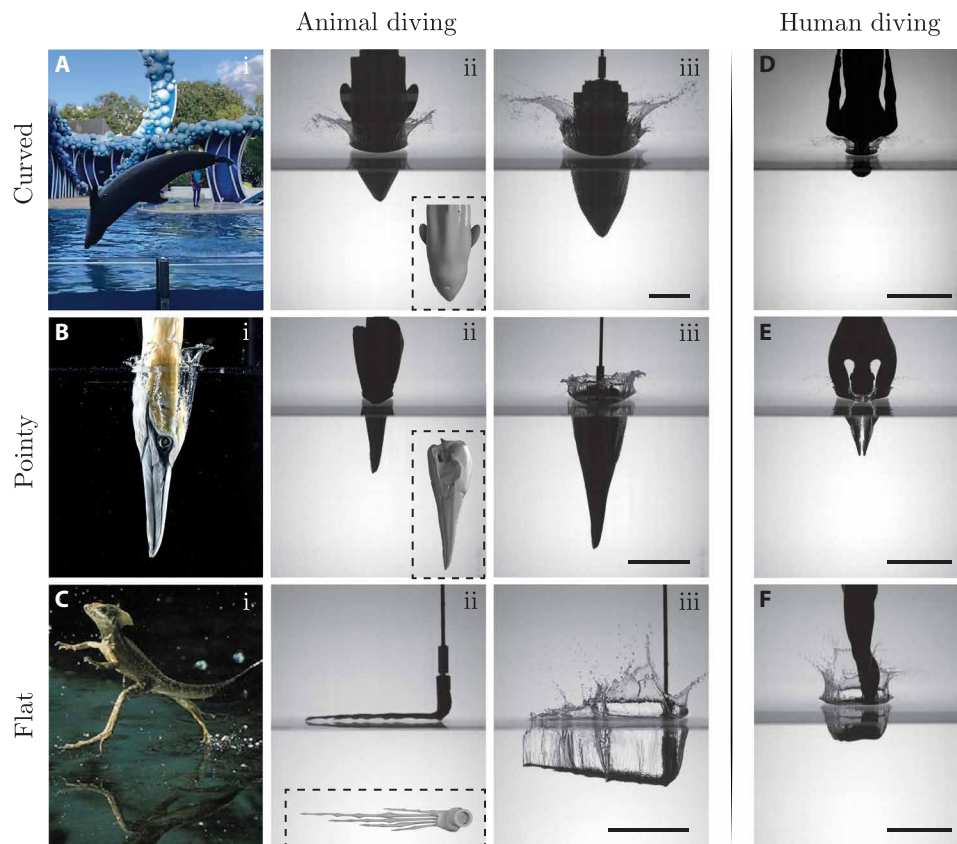 Animal diving
Human diving
Curved
A
i
ii
iii
D
Pointy
B
i
ii
iii
E
Flat
C
i
ii
iii
F